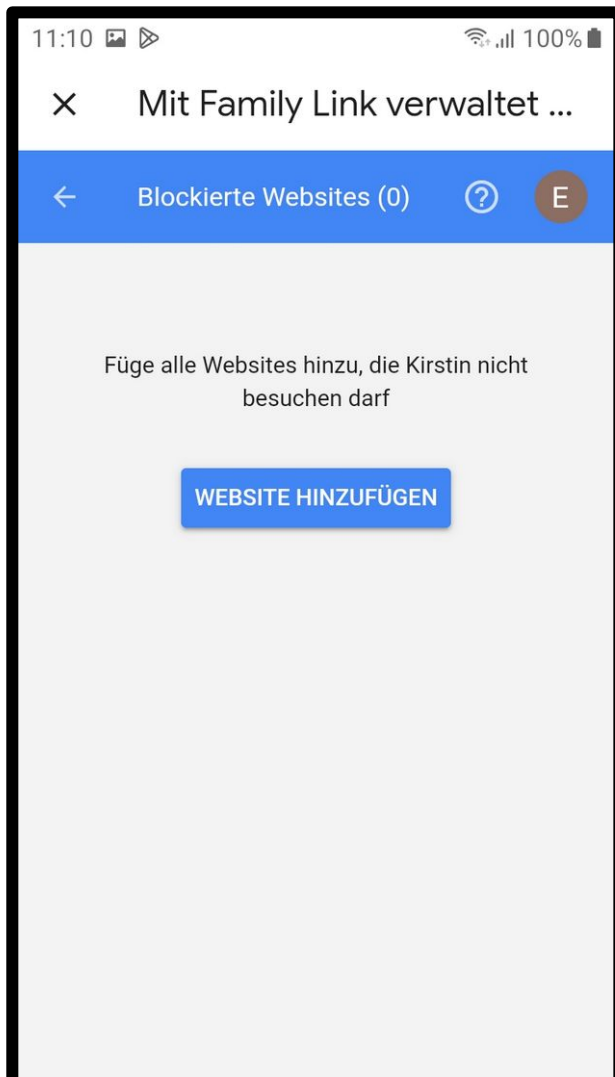 11:10 100%
Mit Family Link verwaltet ...
Blockierte Websites (0) E
Füge alle Websites hinzu, die Kirstin nicht
besuchen darf
WEBSITE HINZUFÜGEN